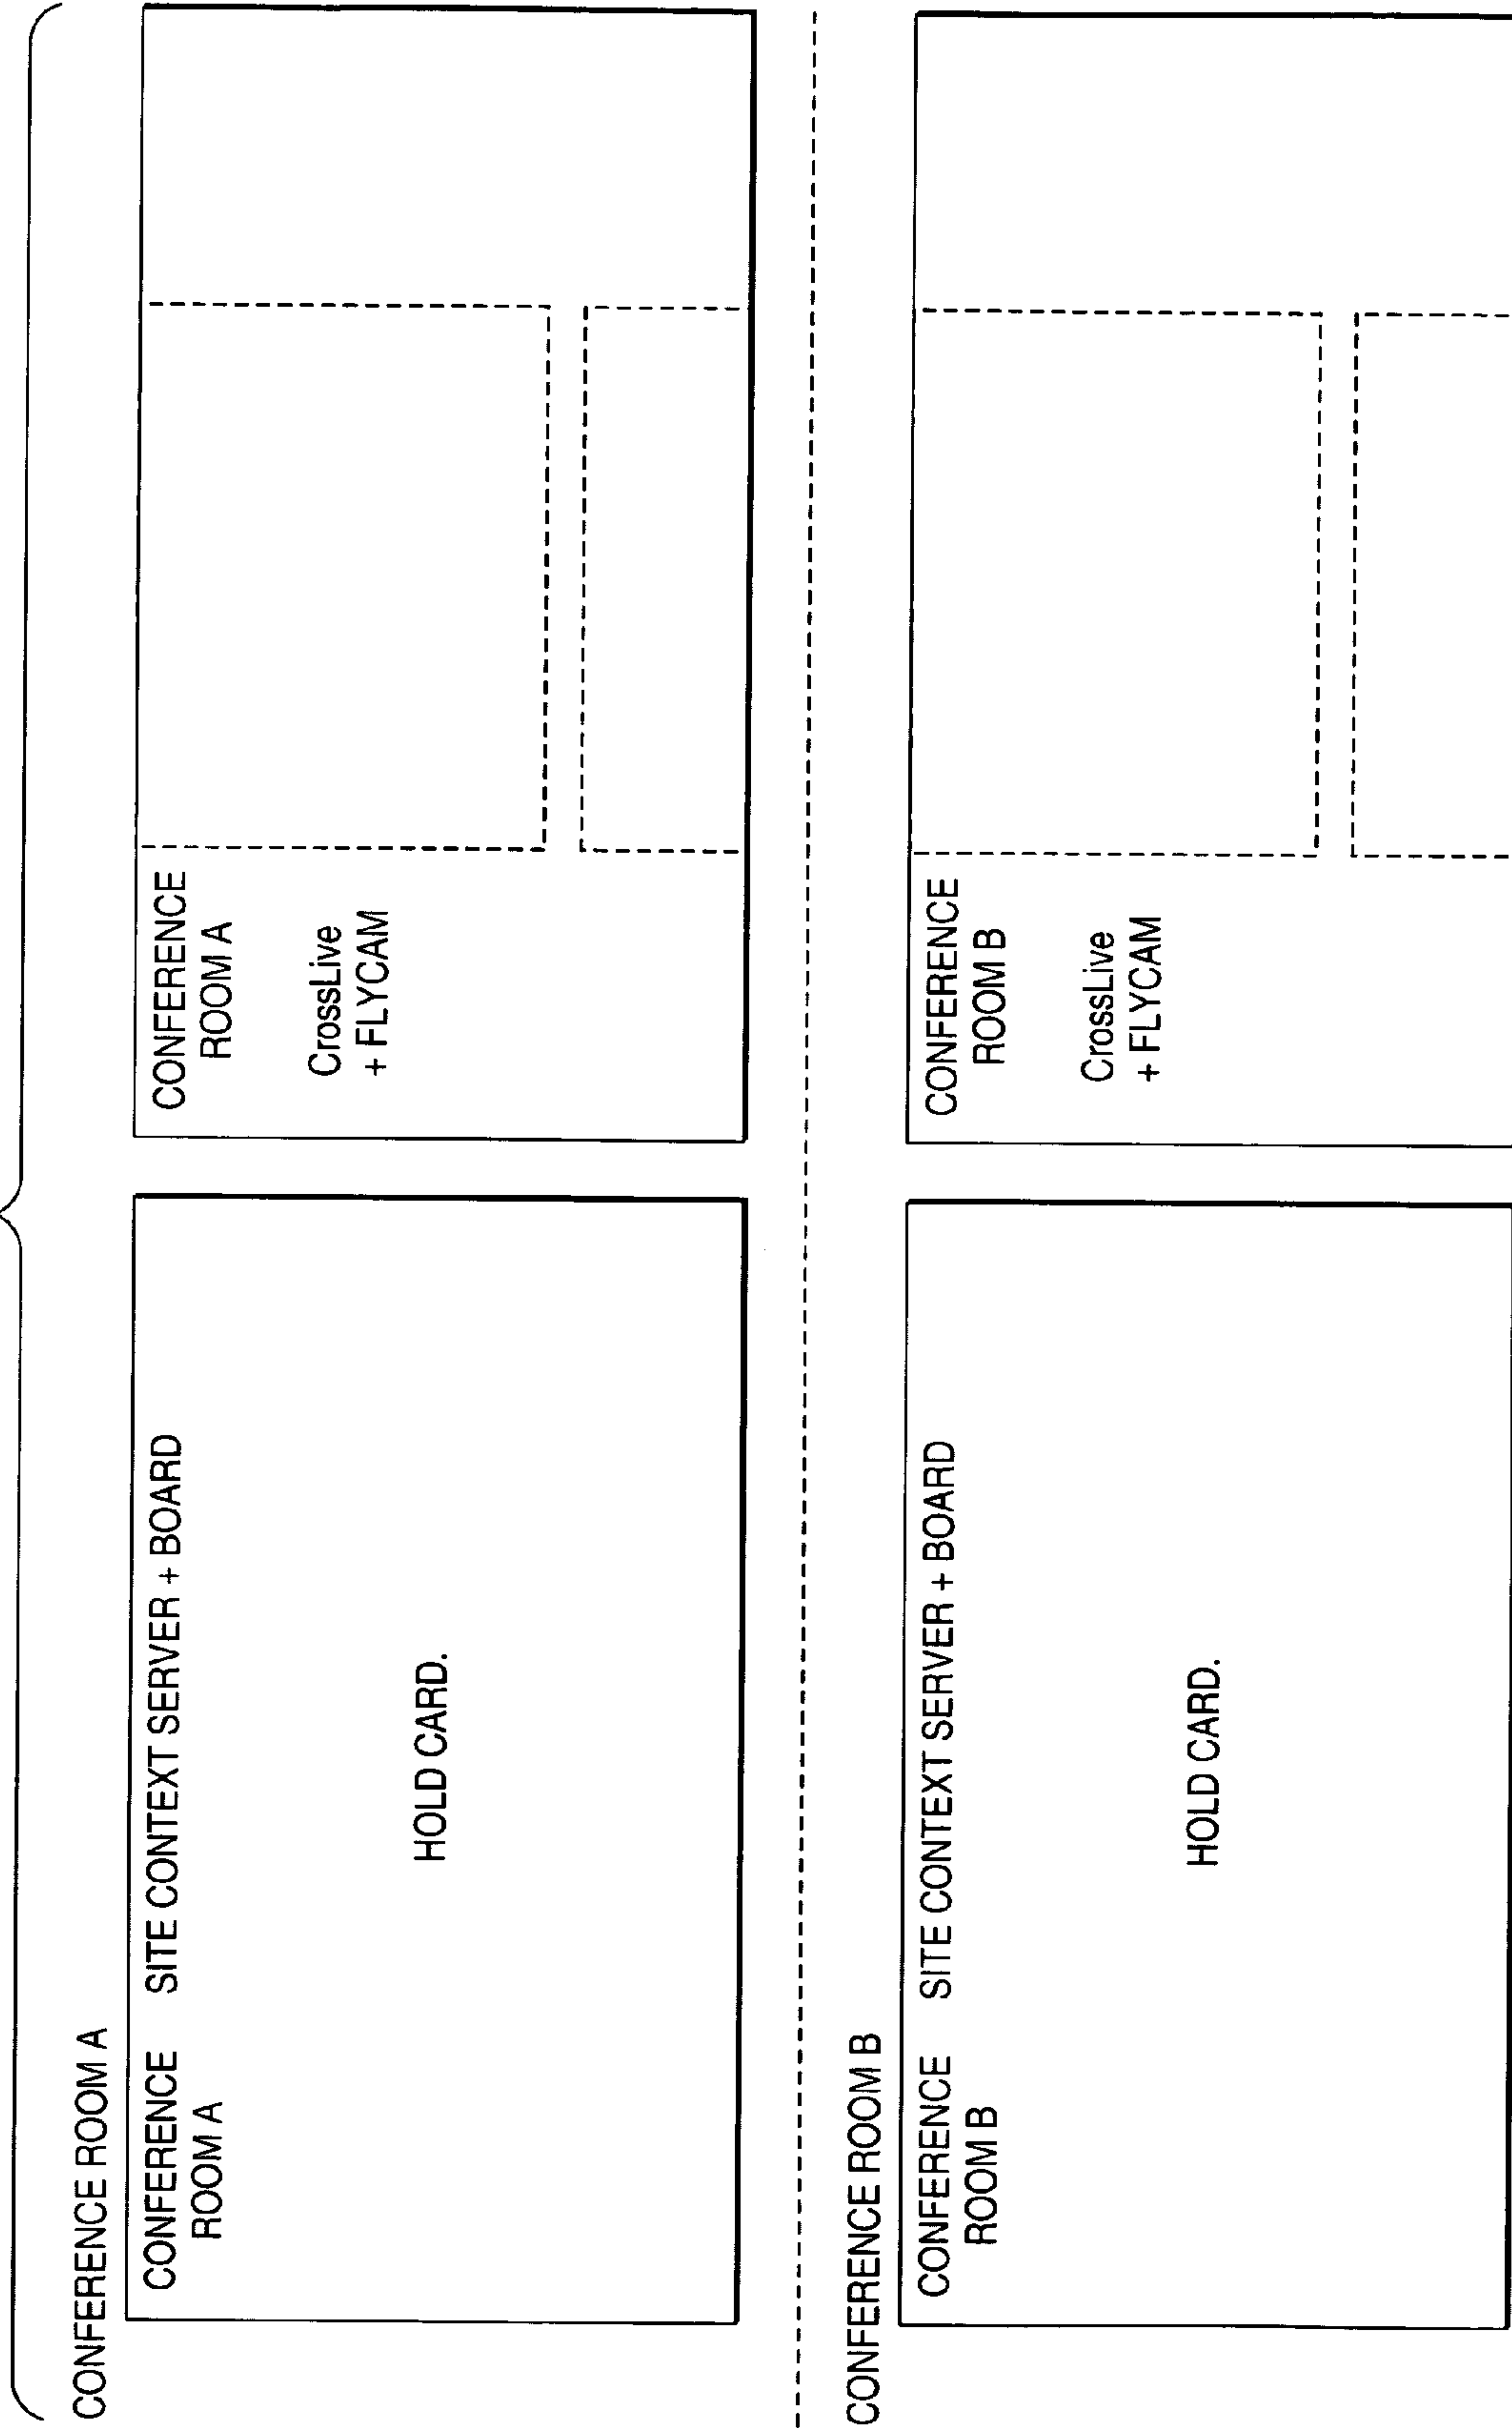 CONFERENCE ROOM A
CONFERENCE
ROOM A
SITE CONTEXT SERVER + BOARD
HOLD CARD.
CONFERENCE
ROOM A
CrossLive
+ FLYCAM
CONFERENCE ROOM B
CONFERENCE
ROOM B
SITE CONTEXT SERVER + BOARD
HOLD CARD.
CONFERENCE
ROOM B
CrossLive
+ FLYCAM